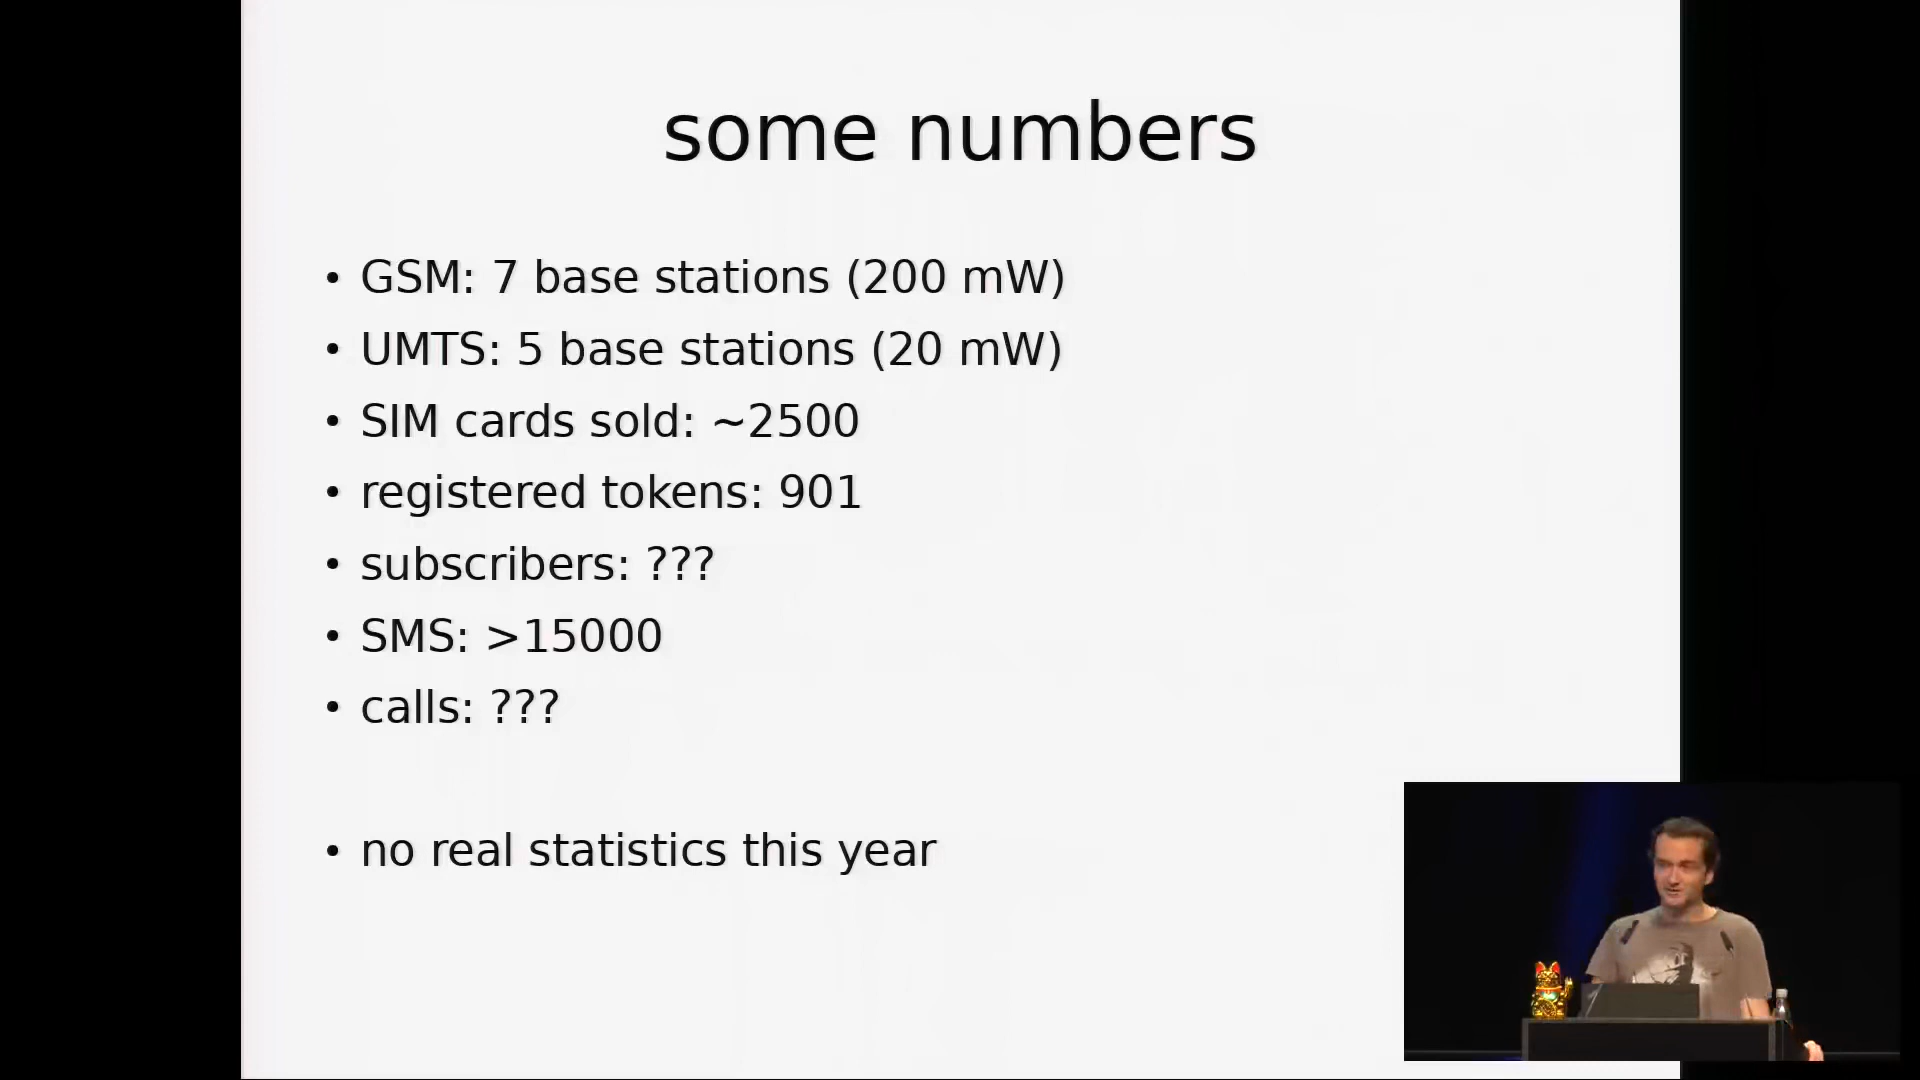 some numbers
• GSM: 7 base stations (200 mW)
• UMTS: 5 base stations (20 mW)
• SIM cards sold: ~2500
• registered tokens: 901
• subscribers: ???
• SMS: >15000
• calls: ???
• no real statistics this year